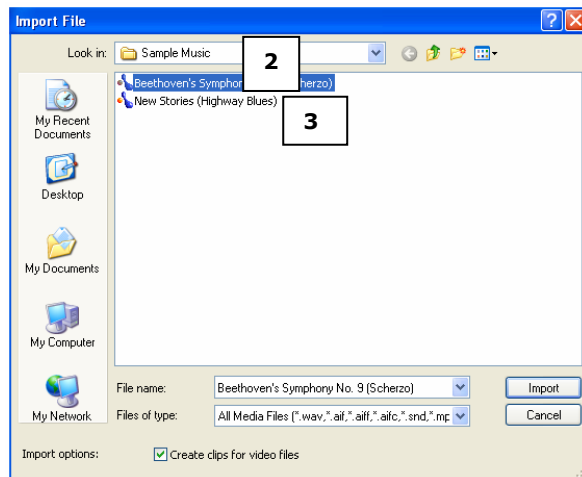 Import File
Look in: Sample Music
2
Beethoven's Symphony herzo)
New Stories (Highway Blues)
3
My Recent
Documents
Desktop
My Documents
My Computer
My Network
File name: Beethoven's Symphony No. 9 (Scherzo) Import
Files of type: All Media Files (*.wav,*.aif,*.aiff,*.aifc,*.snd,*.mp Cancel
Import options: Create clips for video files